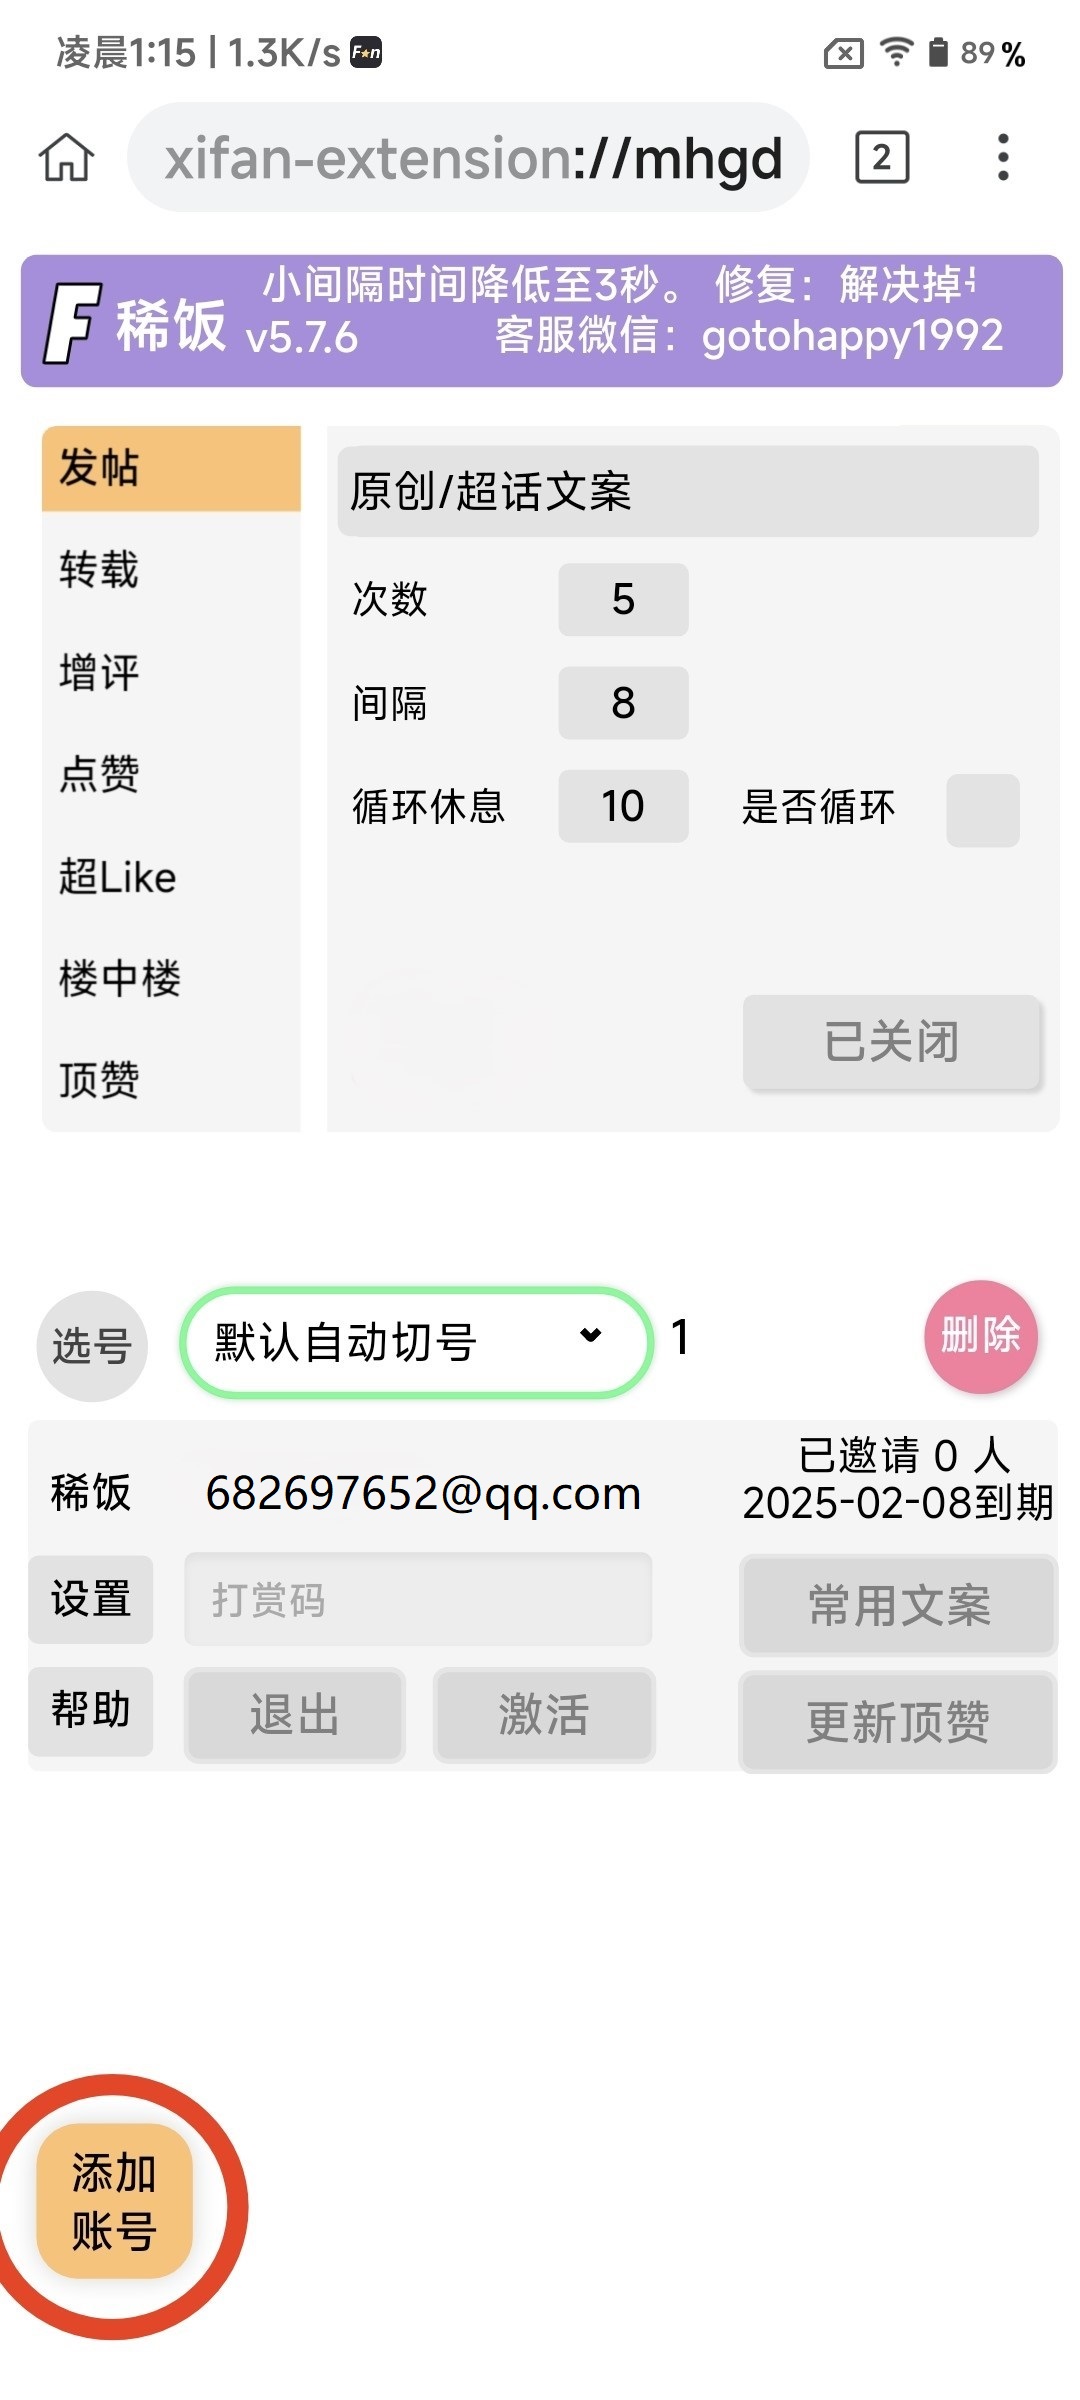 凌晨1:15 | 1.3K/s Fan 89%
xifan-extension://mhgd 2
F 稀饭 小间隔时间降低至3秒。 修复：解决掉
v5.7.6 客服微信：gotohappy1992
发帖
转载
增评
点赞
超Like
楼中楼
顶赞
原创/超话文案
次数 5
间隔 8
循环休息 10 是否循环
已关闭
选号 默认自动切号 1 删除
稀饭 682697652@qq.com 已邀请 0 人
2025-02-08到期
设置 打赏码 常用文案
帮助 退出 激活 更新顶赞
添加
账号